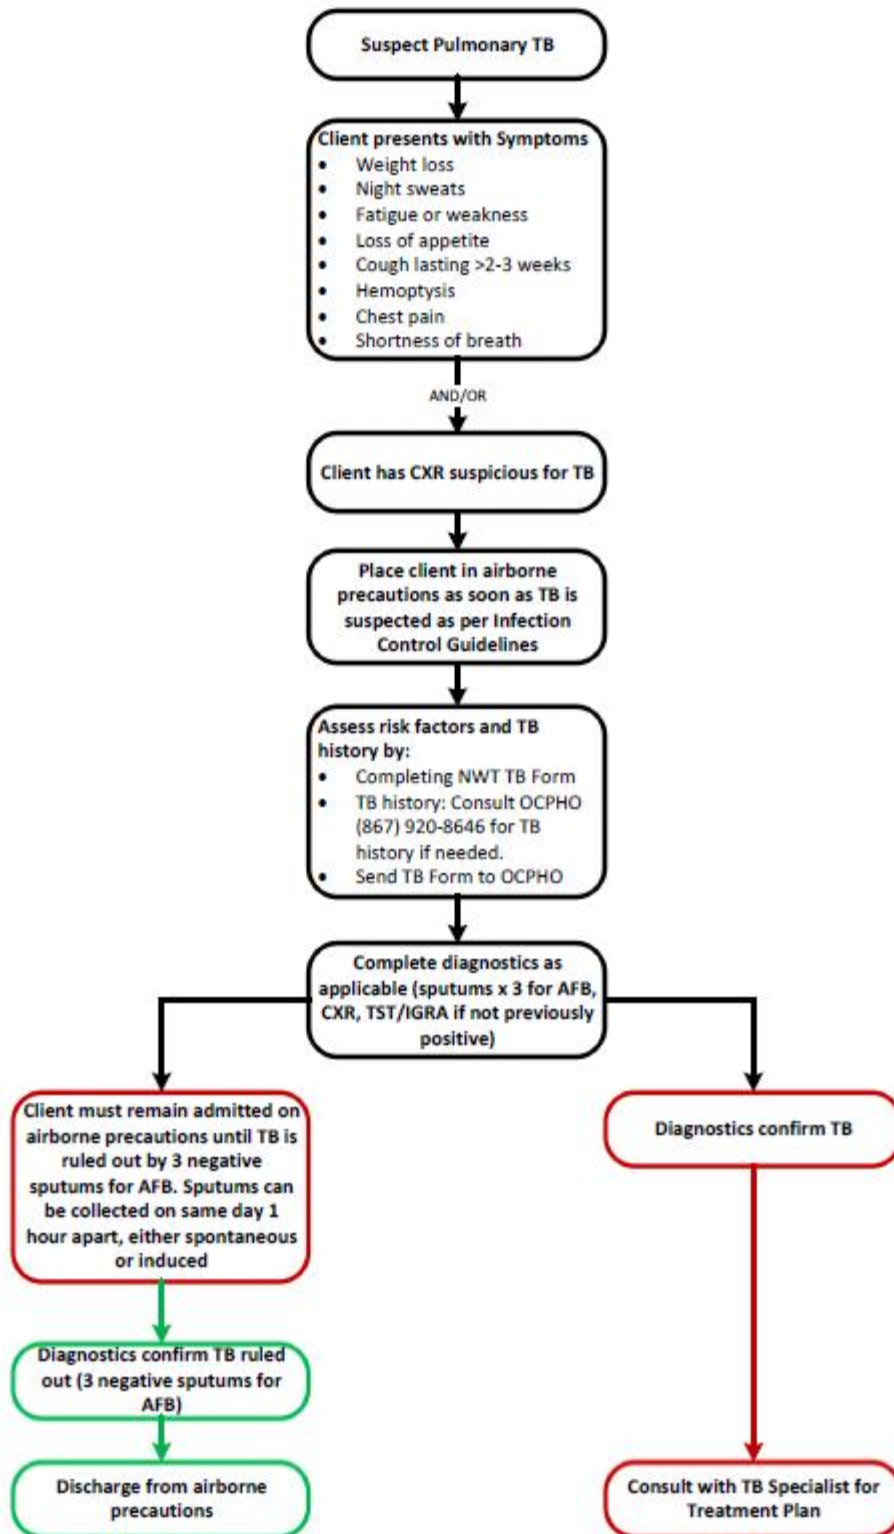 Suspect Pulmonary TB
Client presents with Symptoms
• Weight loss
• Night sweats
• Fatigue or weakness
• Loss of appetite
• Cough lasting >2-3 weeks
• Hemoptysis
• Chest pain
• Shortness of breath
AND/OR
Client has CXR suspicious for TB
Place client in airborne
precautions as soon as TB is
suspected as per Infection
Control Guidelines
Assess risk factors and TB
history by:
• Completing NWT TB Form
• TB history: Consult OCPHO
(867) 920-8646 for TB
history if needed.
• Send TB Form to OCPHO
Complete diagnostics as
applicable (sputums x 3 for AFB,
CXR, TST/IGRA if not previously
positive)
Client must remain admitted on
airborne precautions until TB is
ruled out by 3 negative
sputums for AFB. Sputums can
be collected on same day 1
hour apart, either spontaneous
or induced
Diagnostics confirm TB ruled
out (3 negative sputums for
AFB)
Discharge from airborne
precautions
Diagnostics confirm TB
Consult with TB Specialist for
Treatment Plan